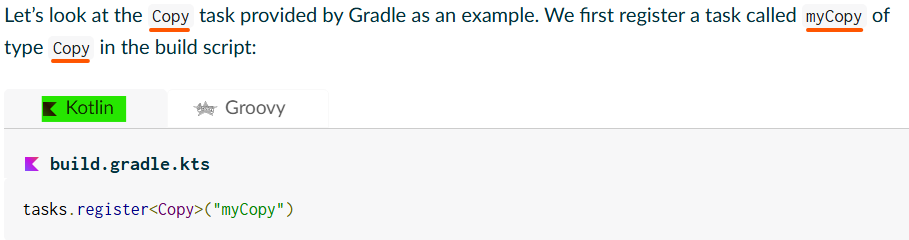 Let’s look at the Copy task provided by Gradle as an example. We first register a task called myCopy of
type Copy in the build script:
Kotlin Groovy
build.gradle.kts
tasks.register<Copy>("myCopy")